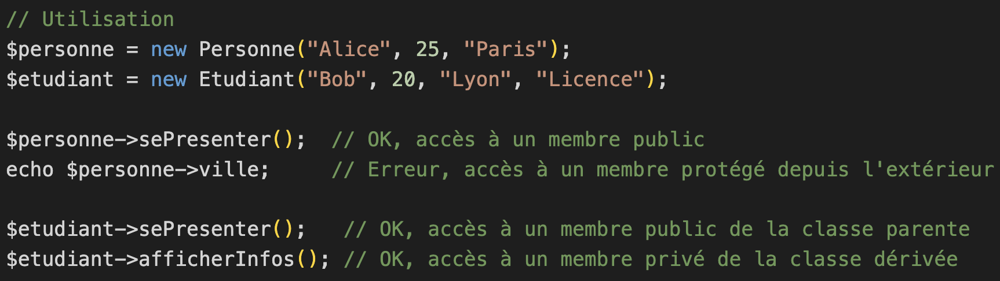 // Utilisation
$personne = new Personne("Alice", 25, "Paris");
$etudiant = new Etudiant("Bob", 20, "Lyon", "Licence");
$personne->sePresenter();  // OK, accès à un membre public
echo $personne->ville;     // Erreur, accès à un membre protégé depuis l'extérieur
$etudiant->sePresenter();   // OK, accès à un membre public de la classe parente
$etudiant->afficherInfos(); // OK, accès à un membre privé de la classe dérivée